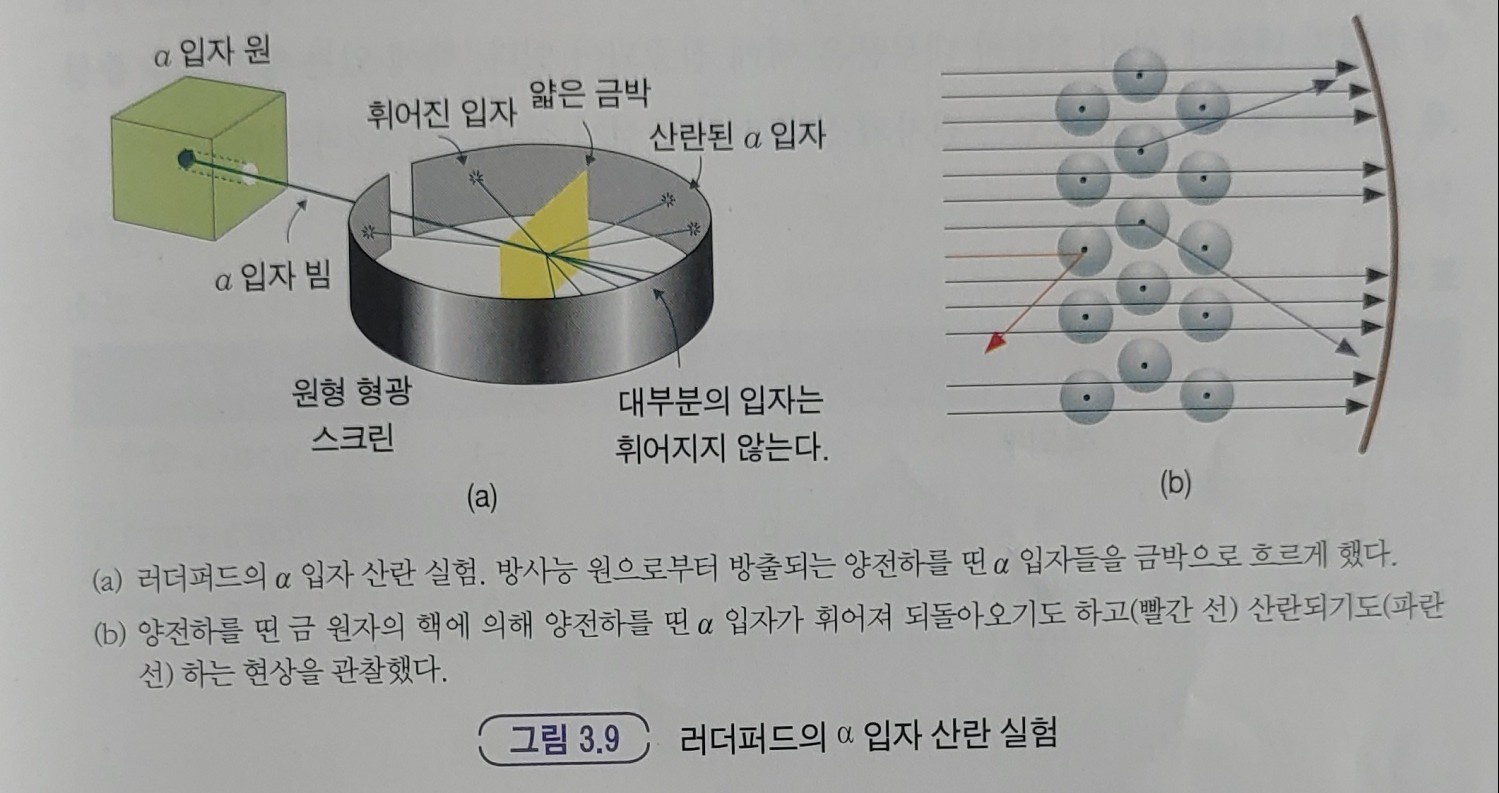 α 입자 원
휘어진 입자
얇은 금박
산란된 α 입자
α 입자 빔
원형 형광
스크린
대부분의 입자는
휘어지지 않는다.
(a)
(b)
(a) 러더퍼드의 α 입자 산란 실험. 방사능 원으로부터 방출되는 양전하를 띤 α 입자들을 금박으로 흐르게 했다.
(b) 양전하를 띤 금 원자의 핵에 의해 양전하를 띤 α 입자가 휘어져 되돌아오기도 하고(빨간 선) 산란되기도(파란
선) 하는 현상을 관찰했다.
그림 3.9 러더퍼드의 α 입자 산란 실험